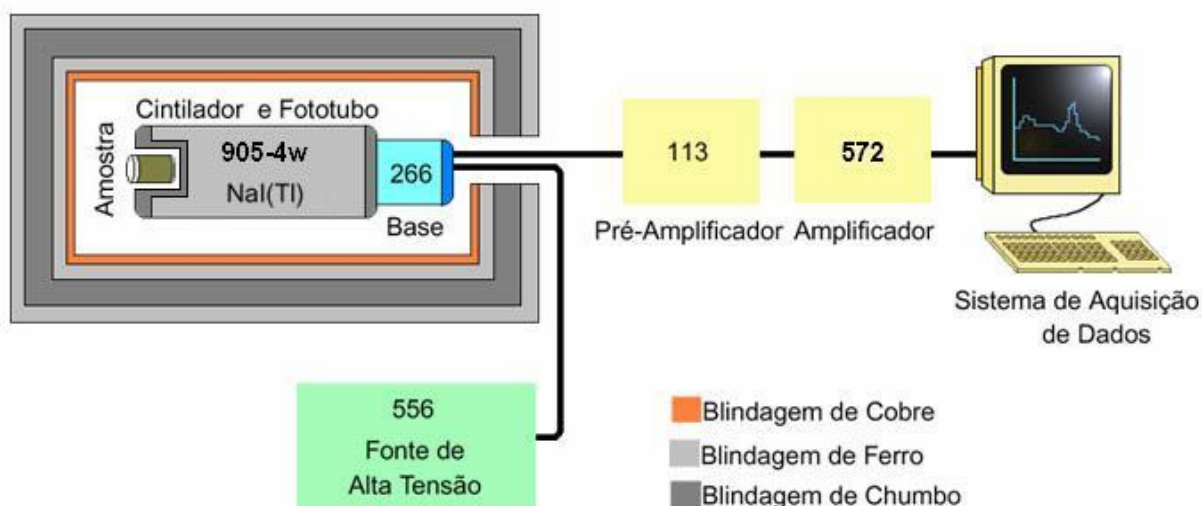 Cintilador e Fototubo
Amostra
905-4w
NaI(Tl)
266
Base
113
Pré-Amplificador
572
Amplificador
Sistema de Aquisição
de Dados
556
Fonte de
Alta Tensão
Blindagem de Cobre
Blindagem de Ferro
Blindagem de Chumbo